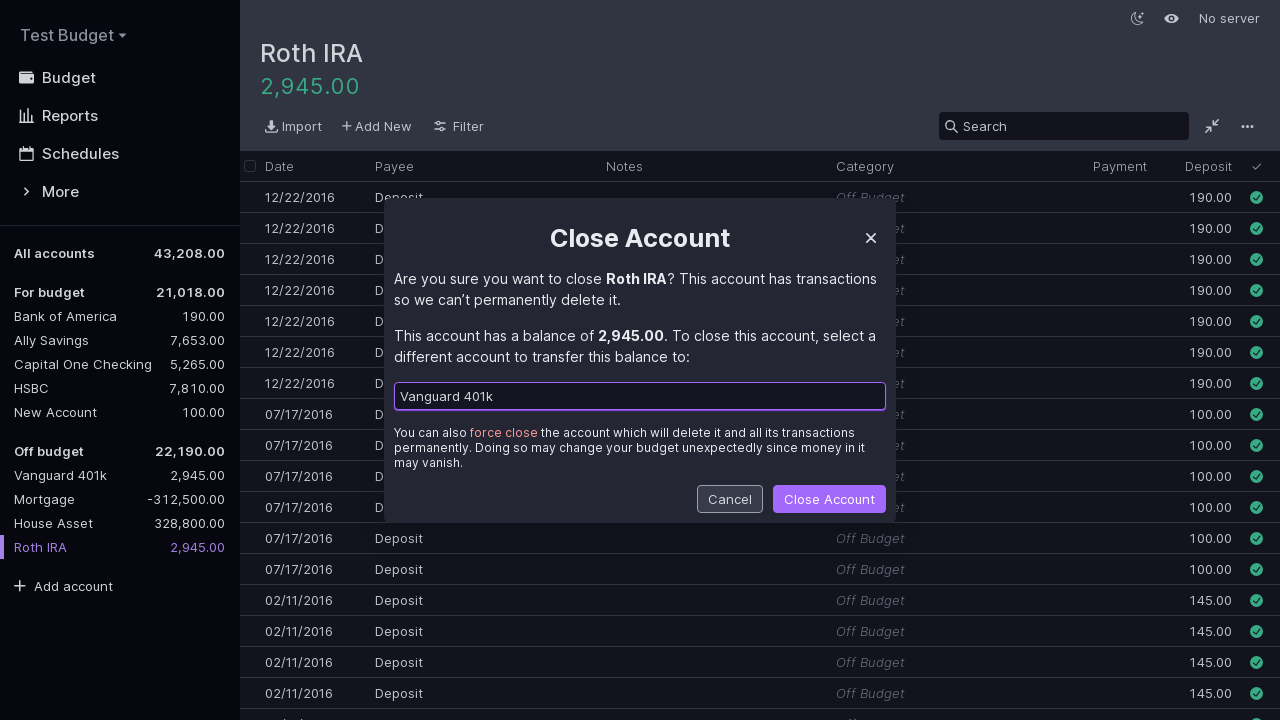 Test Budget
Budget
Reports
Schedules
More
All accounts 43,208.00
For budget 21,018.00
Bank of America 190.00
Ally Savings 7,653.00
Capital One Checking 5,265.00
HSBC 7,810.00
New Account 100.00
Off budget 22,190.00
Vanguard 401k 2,945.00
Mortgage -312,500.00
House Asset 328,800.00
Roth IRA 2,945.00
Add account
No server
Roth IRA
2,945.00
Import Add New Filter Search
Date Payee Notes Category Payment Deposit
12/22/2016 Deposit Off Budget 190.00
12/22/2016 190.00
12/22/2016 190.00
12/22/2016 190.00
12/22/2016 190.00
12/22/2016 190.00
12/22/2016 190.00
07/17/2016 100.00
07/17/2016 100.00
07/17/2016 100.00
07/17/2016 100.00
07/17/2016 Deposit Off Budget 100.00
07/17/2016 Deposit Off Budget 100.00
02/11/2016 Deposit Off Budget 145.00
02/11/2016 Deposit Off Budget 145.00
02/11/2016 Deposit Off Budget 145.00
02/11/2016 Deposit Off Budget 145.00
Close Account
Are you sure you want to close Roth IRA? This account has transactions
so we can’t permanently delete it.
This account has a balance of 2,945.00. To close this account, select a
different account to transfer this balance to:
Vanguard 401k
You can also force close the account which will delete it and all its transactions
permanently. Doing so may change your budget unexpectedly since money in it
may vanish.
Cancel Close Account